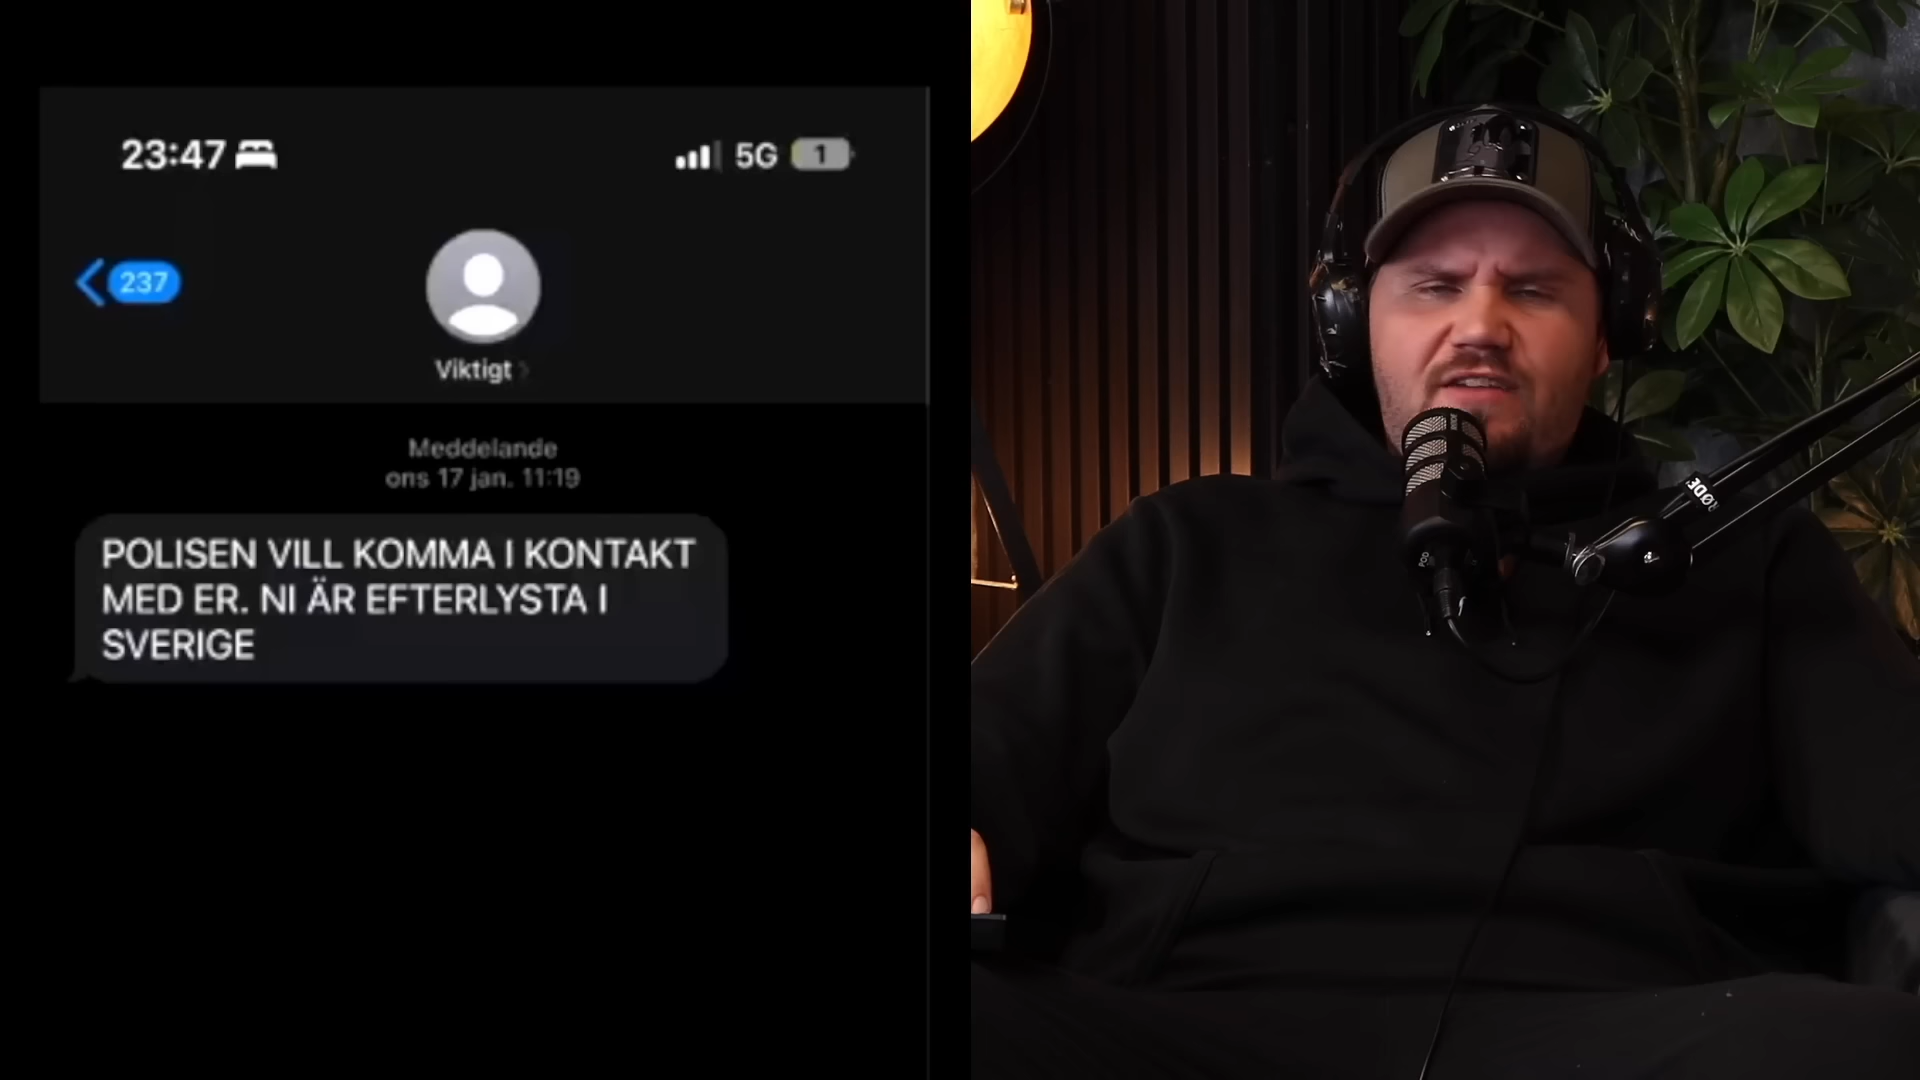 23:47
5G
1
237
Viktigt
Meddelande
ons 17 jan. 11:19
POLISEN VILL KOMMA I KONTAKT
MED ER. NI ÄR EFTERLYSTA I
SVERIGE
RØDE
POD